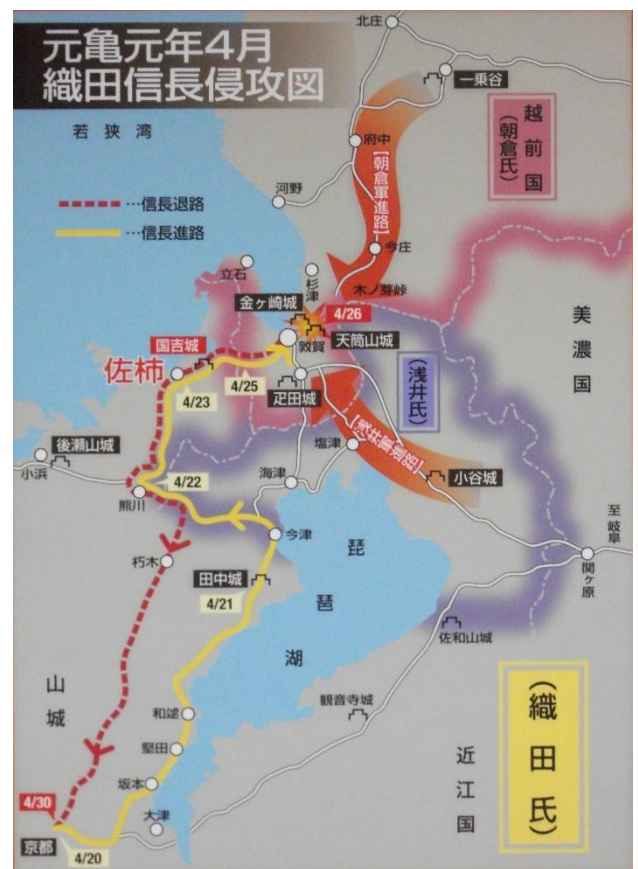 元亀元年4月
織田信長侵攻図
若狭湾
…信長退路
…信長進路
北庄
一乗谷
越前国
(朝倉氏)
府中
【朝倉軍進路】
河野
今庄
立石
杉津
木ノ芽峠
金ヶ崎城
4/26
天筒山城
敦賀
国吉城
佐柿
4/25
4/23
疋田城
(浅井氏)
美濃国
後瀬山城
小浜
4/22
熊川
海津
塩津
【浅井軍進路】
小谷城
至岐阜
関ヶ原
今津
朽木
田中城
4/21
琵琶湖
佐和山城
山城
観音寺城
和邇
堅田
坂本
大津
近江国
(織田氏)
4/30
京都
4/20